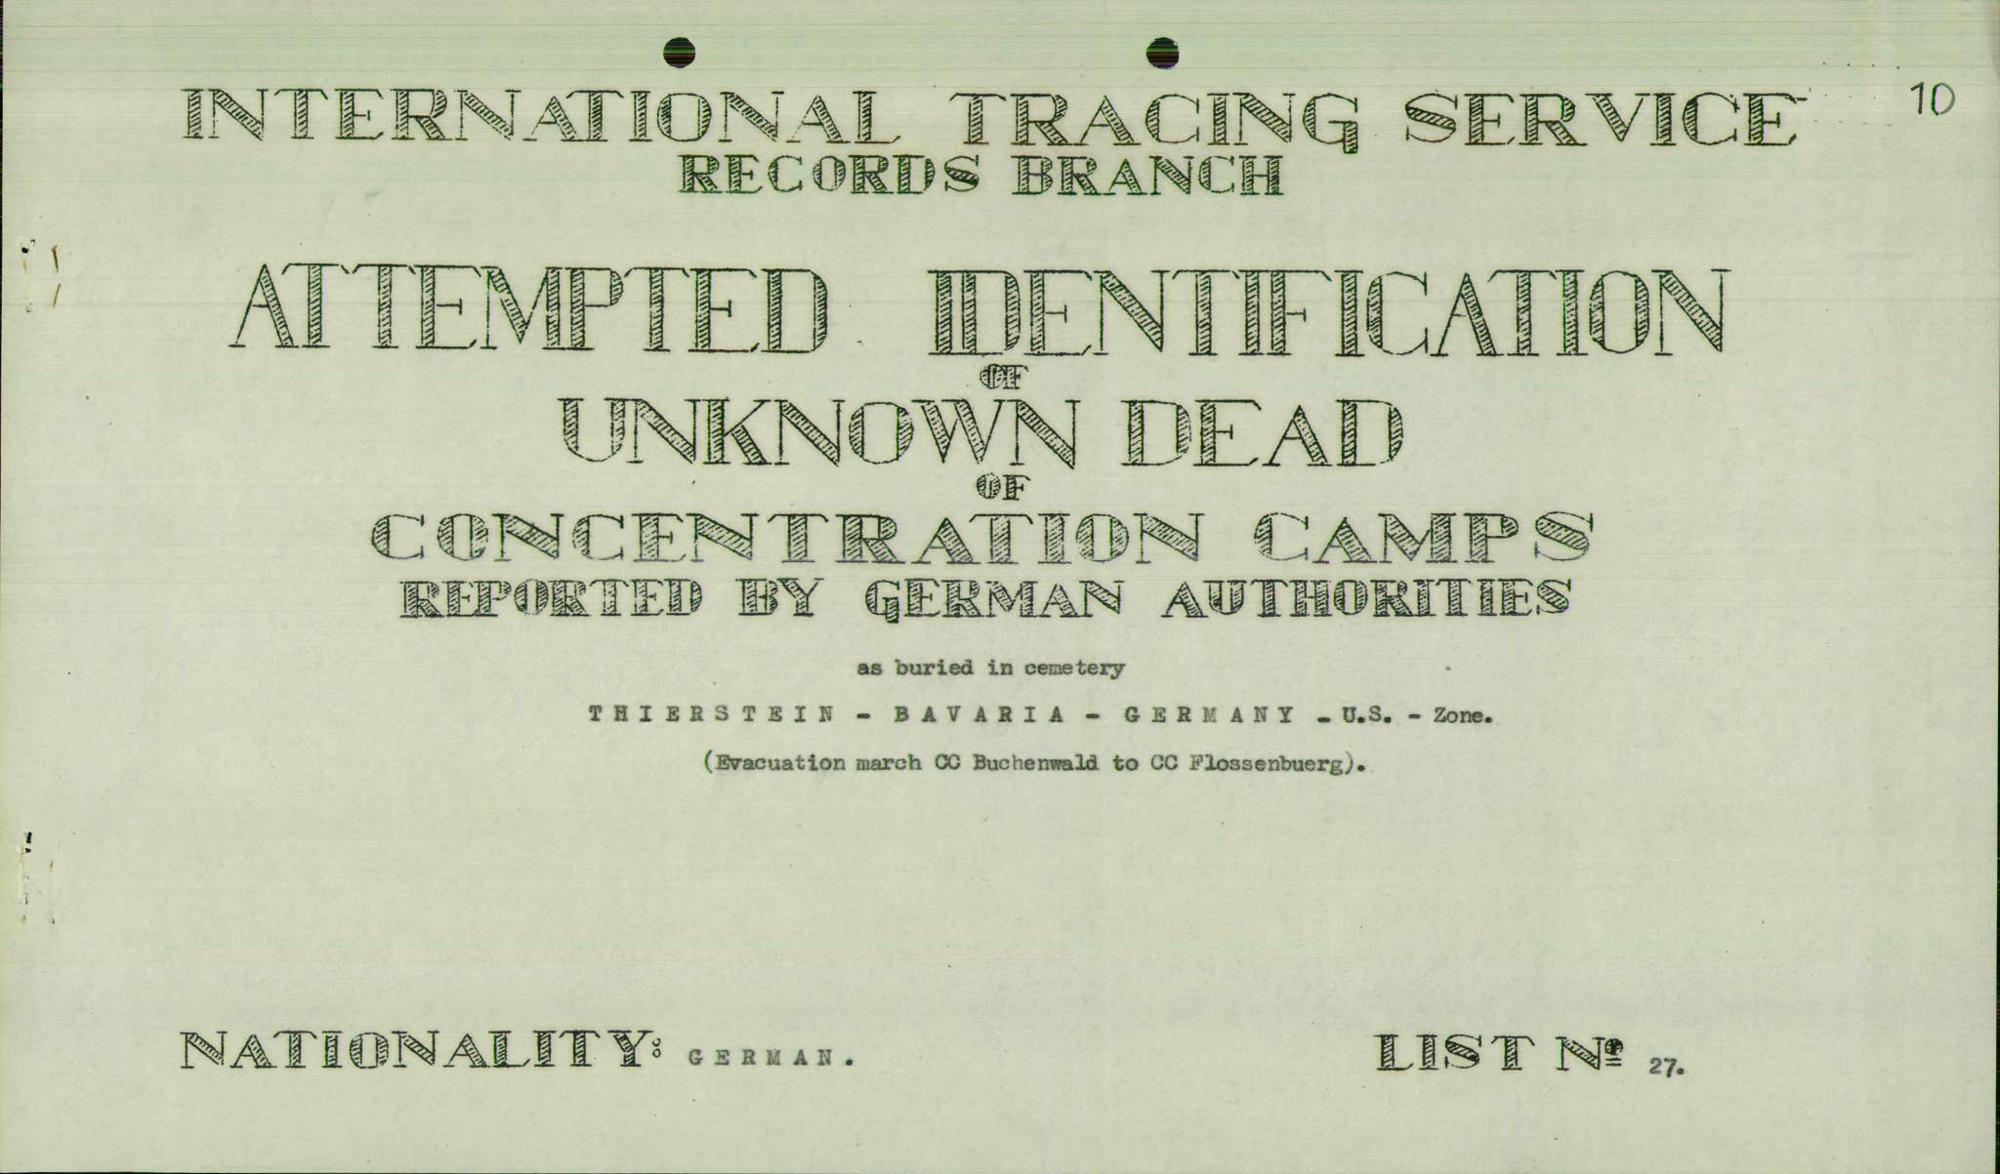 10
INTERNATIONAL TRACING SERVICE
RECORDS BRANCH
ATTEMPTED IDENTIFICATION
OF
UNKNOWN DEAD
OF
CONCENTRATION CAMPS
REPORTED BY GERMAN AUTHORITIES
as buried in cemetery
THIERSTEIN - BAVARIA - GERMANY - U.S. - Zone.
(Evacuation march CC Buchenwald to CC Flossenbuerg).
NATIONALITY: GERMAN.
LIST Nº 27.